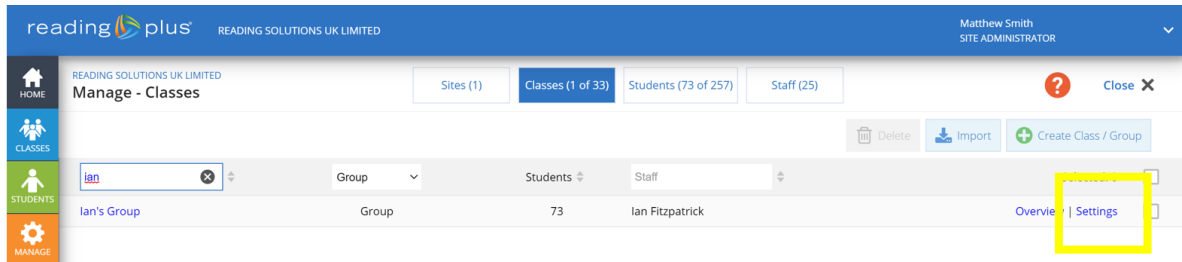 reading plus READING SOLUTIONS UK LIMITED
Matthew Smith
SITE ADMINISTRATOR
HOME
READING SOLUTIONS UK LIMITED
Manage - Classes
Sites (1) Classes (1 of 33) Students (73 of 257) Staff (25)
Close
CLASSES
Delete Import Create Class / Group
STUDENTS
ian Group Students Staff
Ian's Group Group 73 Ian Fitzpatrick Overview | Settings
MANAGE